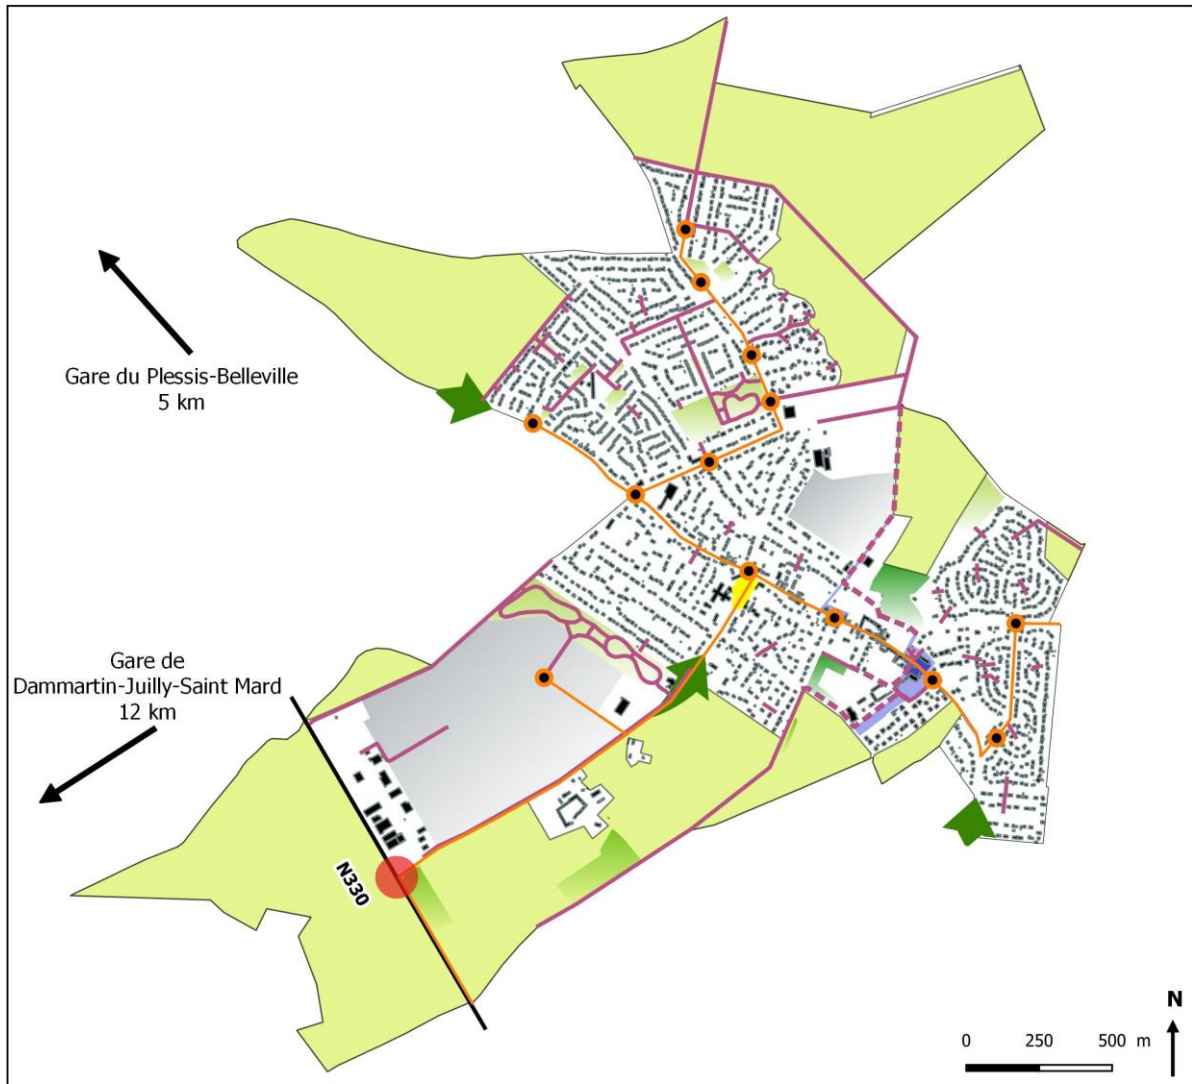 Gare du Plessis-Belleville
5 km
Gare de
Dammartin-Juilly-Saint Mard
12 km
N330
N
0 250 500 m